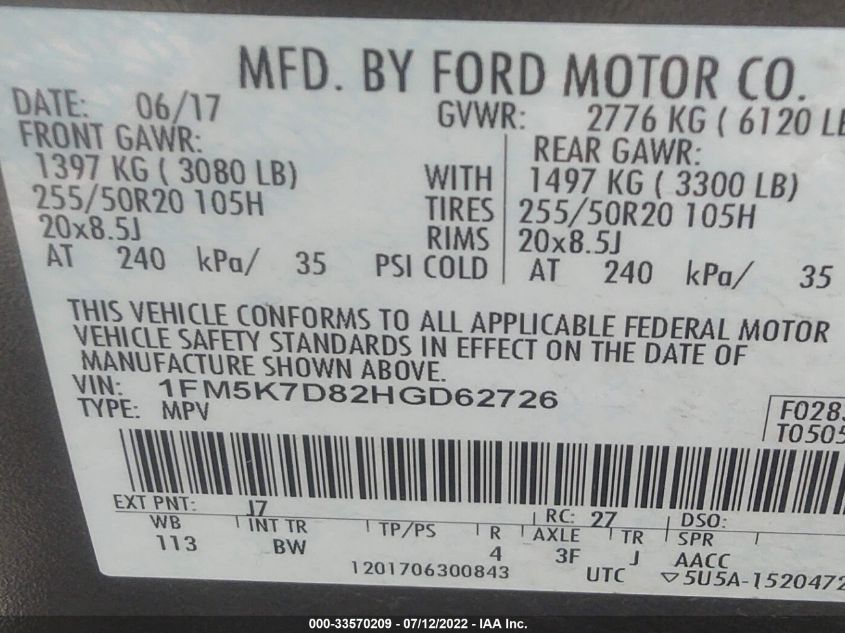 MFD. BY FORD MOTOR CO.
DATE: 06/17 GVWR: 2776 KG ( 6120 LB
FRONT GAWR: REAR GAWR:
1397 KG ( 3080 LB) WITH 1497 KG ( 3300 LB)
255/50R20 105H TIRES 255/50R20 105H
20x8.5J RIMS 20x8.5J
AT 240 kPa/ 35 PSI COLD AT 240 kPa/ 35
THIS VEHICLE CONFORMS TO ALL APPLICABLE FEDERAL MOTOR
VEHICLE SAFETY STANDARDS IN EFFECT ON THE DATE OF
MANUFACTURE SHOWN ABOVE.
VIN: 1FM5K7D82HGD62726
TYPE: MPV
F0283
T0505
EXT PNT: J7 RC: 27 DSO:
WB INT TR TP/PS R AXLE TR SPR
113 BW 4 3F J AACC
1201706300843 UTC ▽5U5A-1520472
000-33570209 - 07/12/2022 - IAA Inc.